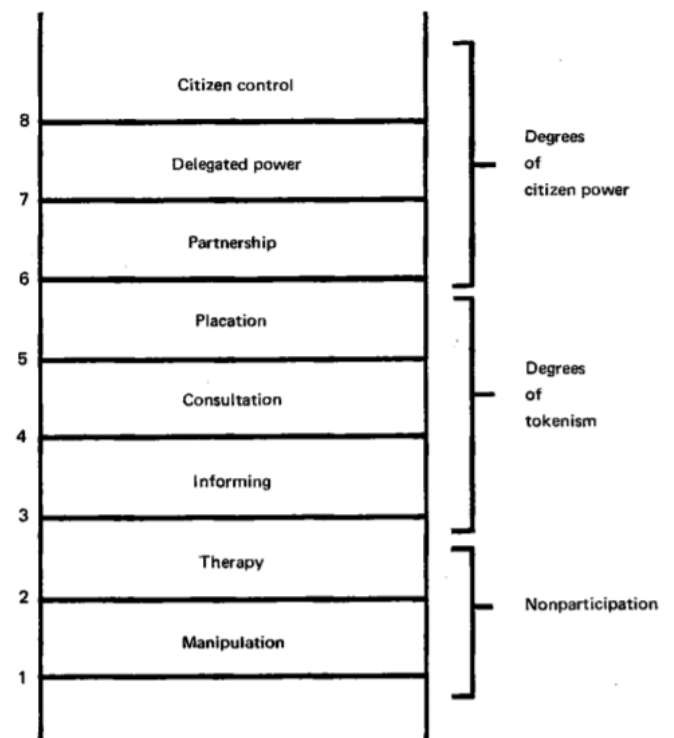 Citizen control
8
Delegated power
7
Partnership
6
Placation
5
Consultation
4
Informing
3
Therapy
2
Manipulation
1
Degrees
of
citizen power
Degrees
of
tokenism
Nonparticipation